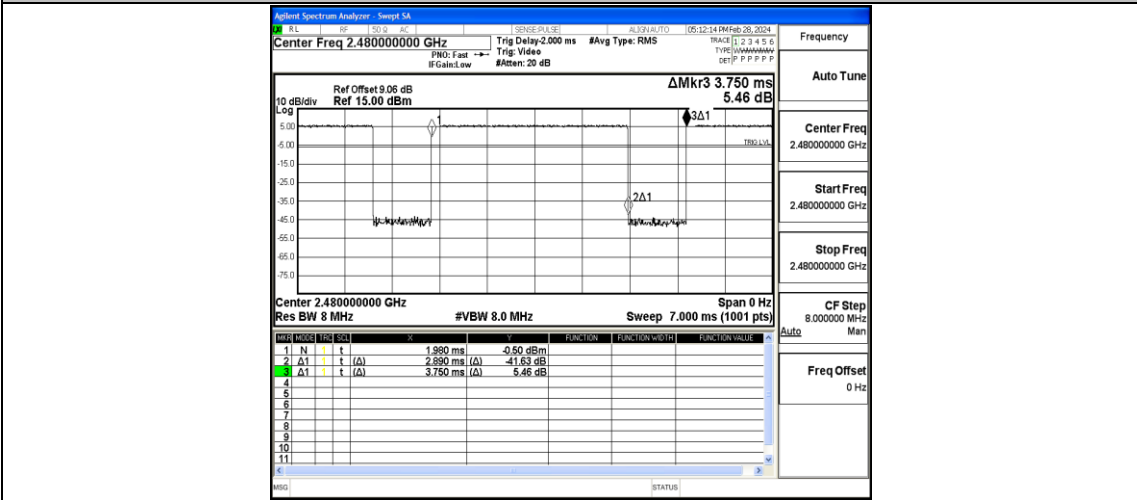 Agilent Spectrum Analyzer - Swept SA
LXI RL RF 50 Ω AC SENSE:PULSE ALIGN AUTO 05:12:14 PM Feb 28, 2024
Center Freq 2.480000000 GHz
PNO: Fast
IFGain:Low
Trig Delay-2.000 ms
Trig: Video
#Atten: 20 dB
#Avg Type: RMS
TRACE 1 2 3 4 5 6
TYPE WWWWWW
DET P P P P P P
Frequency
Auto Tune
Center Freq
2.480000000 GHz
Start Freq
2.480000000 GHz
Stop Freq
2.480000000 GHz
CF Step
8.000000 MHz
Auto Man
Freq Offset
0 Hz
ΔMkr3 3.750 ms
5.46 dB
Ref Offset 9.06 dB
10 dB/div Ref 15.00 dBm
Log
5.00
-5.00
-15.0
-25.0
-35.0
-45.0
-55.0
-65.0
-75.0
1
3Δ1
TRIG LVL
2Δ1
Center 2.480000000 GHz Span 0 Hz
Res BW 8 MHz #VBW 8.0 MHz Sweep 7.000 ms (1001 pts)
MKR MODE TRC SCL X Y FUNCTION FUNCTION WIDTH FUNCTION VALUE
1 N 1 t 1.980 ms -0.50 dBm
2 Δ1 1 t (Δ) 2.890 ms (Δ) -41.63 dB
3 Δ1 1 t (Δ) 3.750 ms (Δ) 5.46 dB
4
5
6
7
8
9
10
11
MSG STATUS